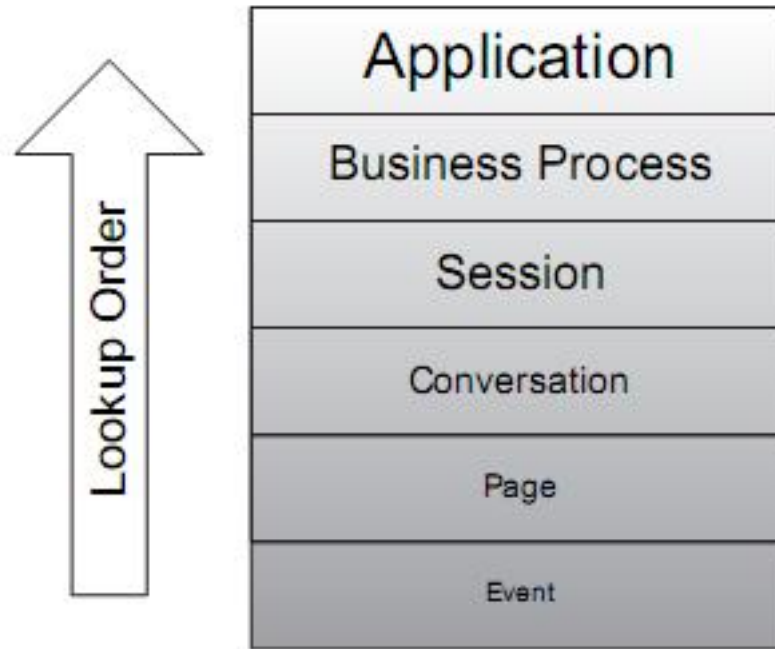 Application
Business Process
Session
Conversation
Page
Event
Lookup Order